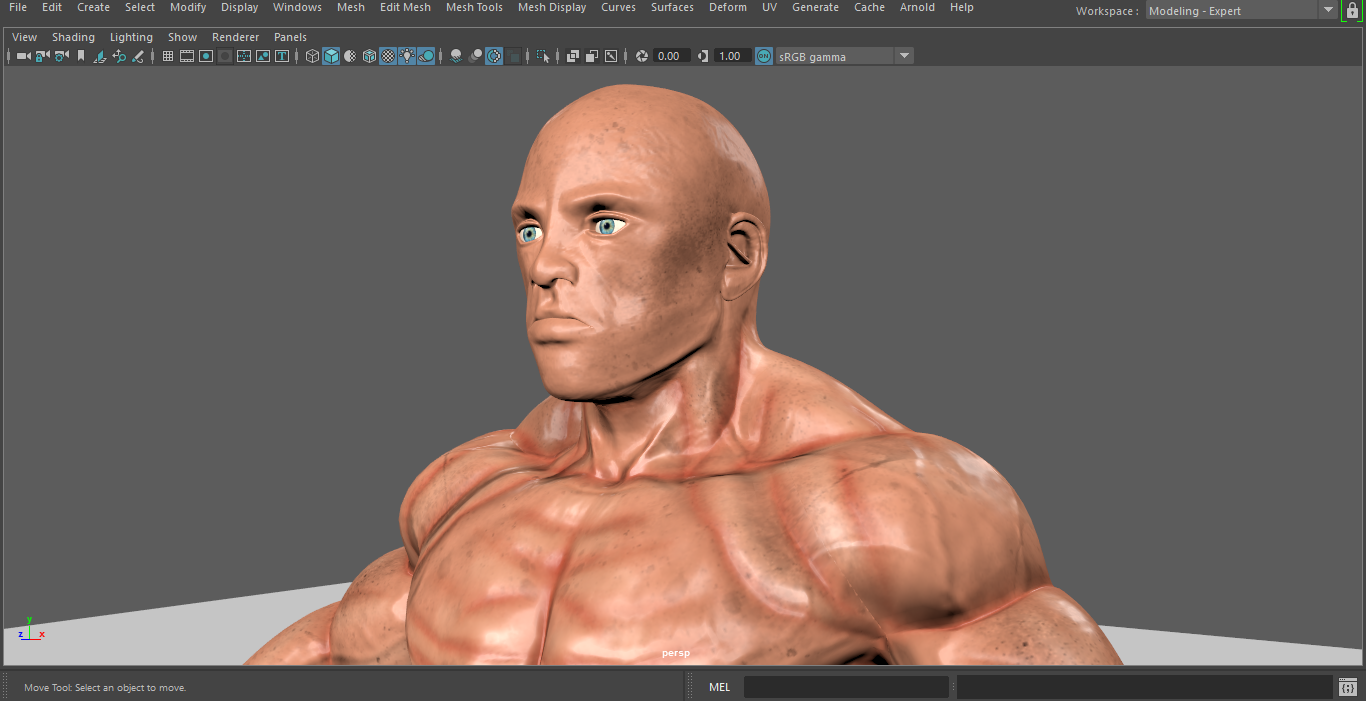 File Edit Create Select Modify Display Windows Mesh Edit Mesh Mesh Tools Mesh Display Curves Surfaces Deform UV Generate Cache Arnold Help Workspace : Modeling - Expert
View Shading Lighting Show Renderer Panels
0.00 1.00 ON sRGB gamma
y
z x
persp
Move Tool: Select an object to move. MEL